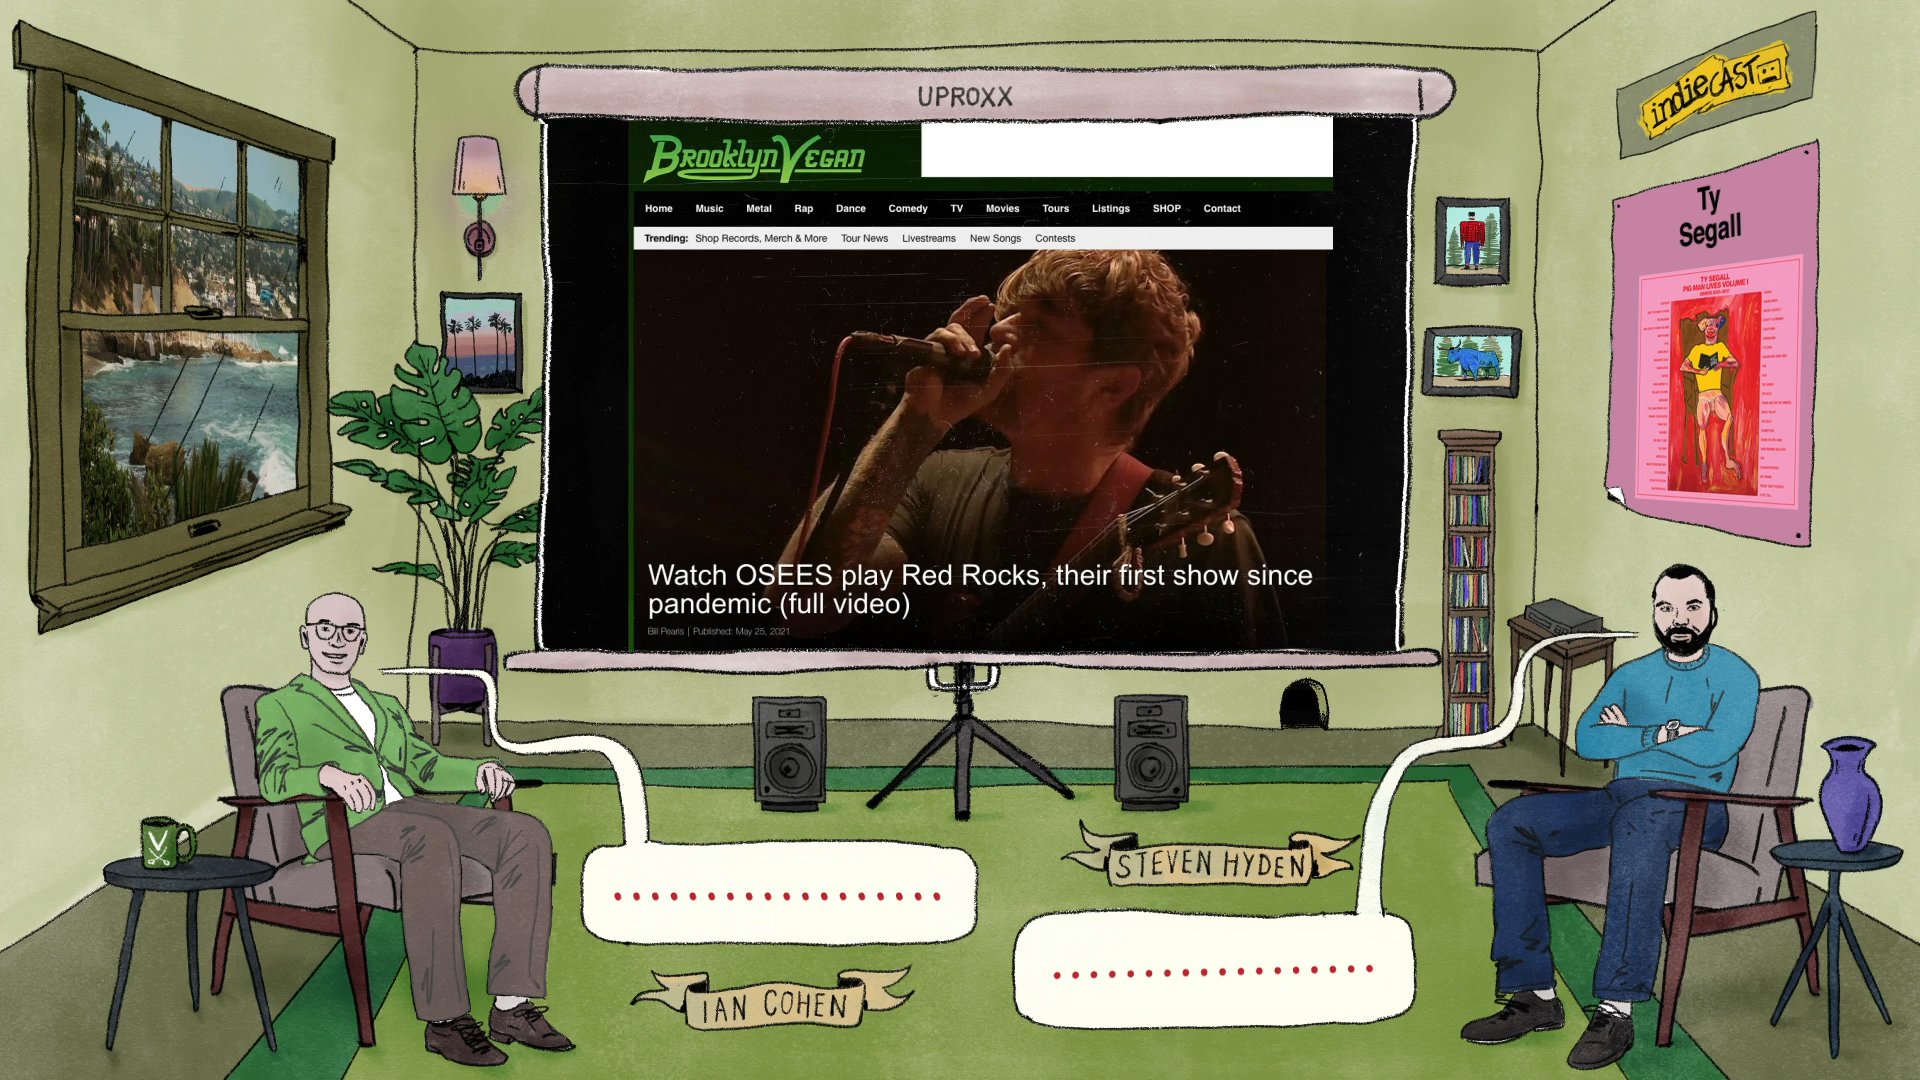 UPROXX
indieCAST
BROOKLYNVEGAN
Home Music Metal Rap Dance Comedy TV Movies Tours Listings SHOP Contact
Trending: Shop Records, Merch & More Tour News Livestreams New Songs Contests
Watch OSEES play Red Rocks, their first show since
pandemic (full video)
Bill Pearis | Published: May 25, 2021
Ty
Segall
TY SEGALL
PIG MAN LIVES VOLUME I
STEVEN HYDEN
IAN COHEN